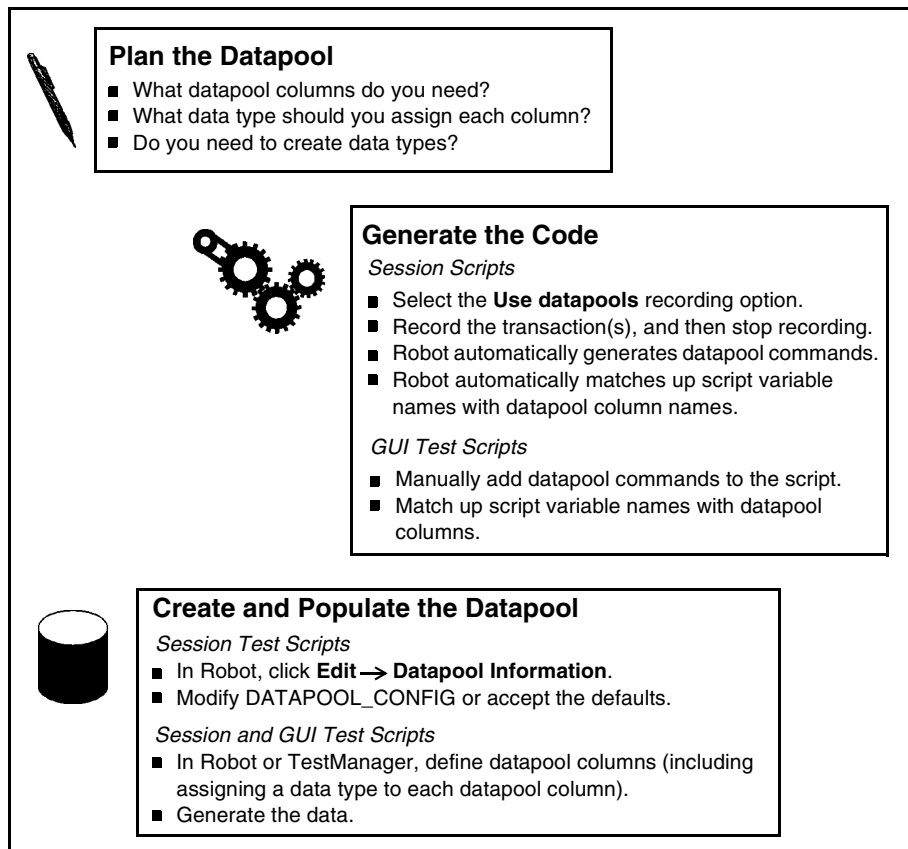 Plan the Datapool
■ What datapool columns do you need?
■ What data type should you assign each column?
■ Do you need to create data types?
Generate the Code
Session Scripts
■ Select the Use datapools recording option.
■ Record the transaction(s), and then stop recording.
■ Robot automatically generates datapool commands.
■ Robot automatically matches up script variable
names with datapool column names.
GUI Test Scripts
■ Manually add datapool commands to the script.
■ Match up script variable names with datapool
columns.
Create and Populate the Datapool
Session Test Scripts
■ In Robot, click Edit → Datapool Information.
■ Modify DATAPOOL_CONFIG or accept the defaults.
Session and GUI Test Scripts
■ In Robot or TestManager, define datapool columns (including
assigning a data type to each datapool column).
■ Generate the data.